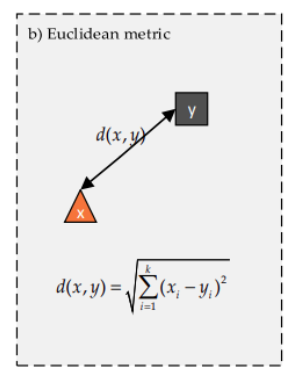 b) Euclidean metric
y
d(x,y)
x
d(x,y) = √∑(x_i − y_i)²
k
i=1